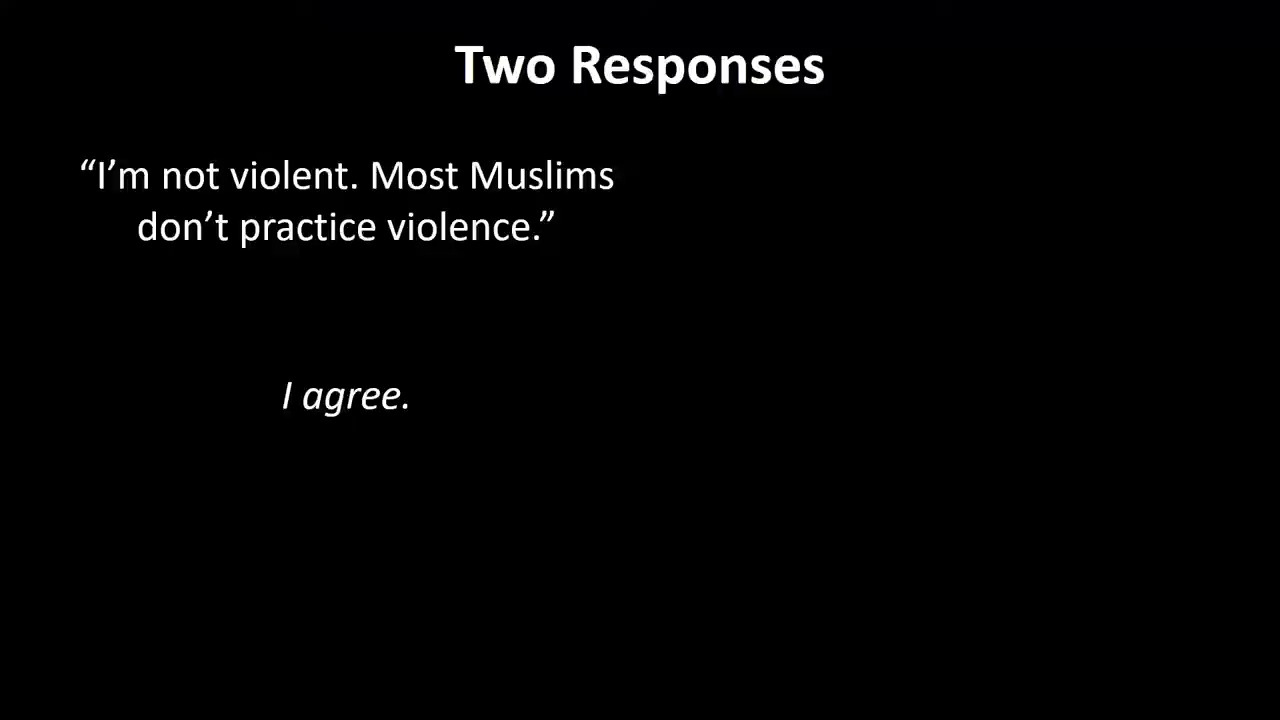 Two Responses
“I’m not violent. Most Muslims
don’t practice violence.”
I agree.